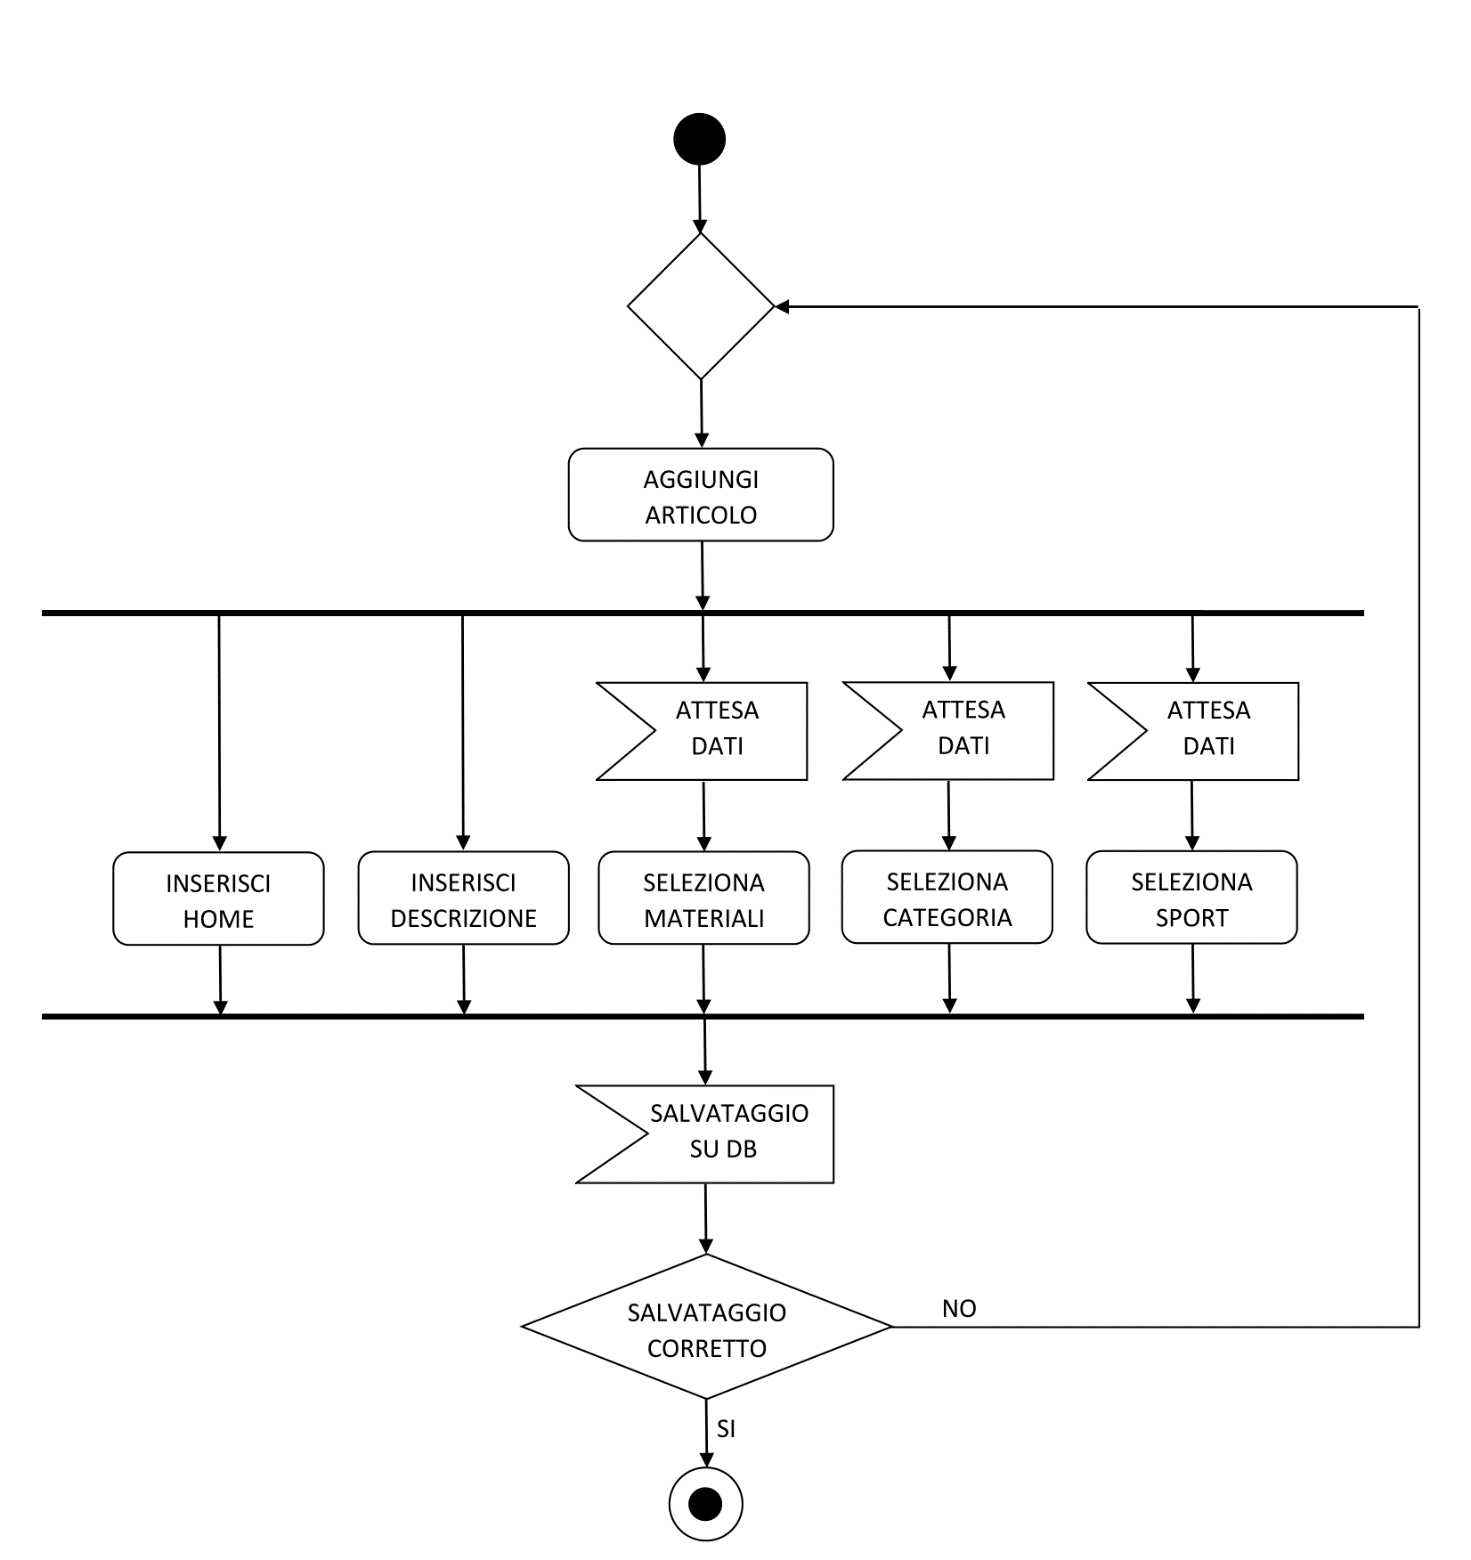 AGGIUNGI
ARTICOLO
ATTESA
DATI
ATTESA
DATI
ATTESA
DATI
INSERISCI
HOME
INSERISCI
DESCRIZIONE
SELEZIONA
MATERIALI
SELEZIONA
CATEGORIA
SELEZIONA
SPORT
SALVATAGGIO
SU DB
SALVATAGGIO
CORRETTO
NO
SI